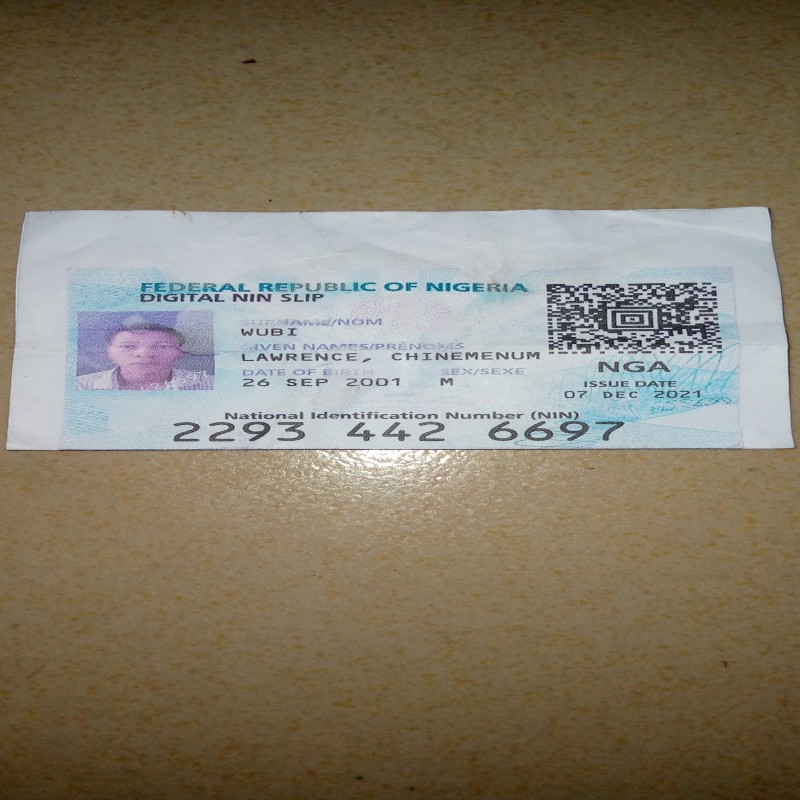 FEDERAL REPUBLIC OF NIGERIA
DIGITAL NIN SLIP
SURNAME/NOM
WUBI
GIVEN NAMES/PRENOMS
LAWRENCE, CHINEMENUM
DATE OF BIRTH SEX/SEXE
26 SEP 2001 M
NGA
ISSUE DATE
07 DEC 2021
National Identification Number (NIN)
2293 442 6697